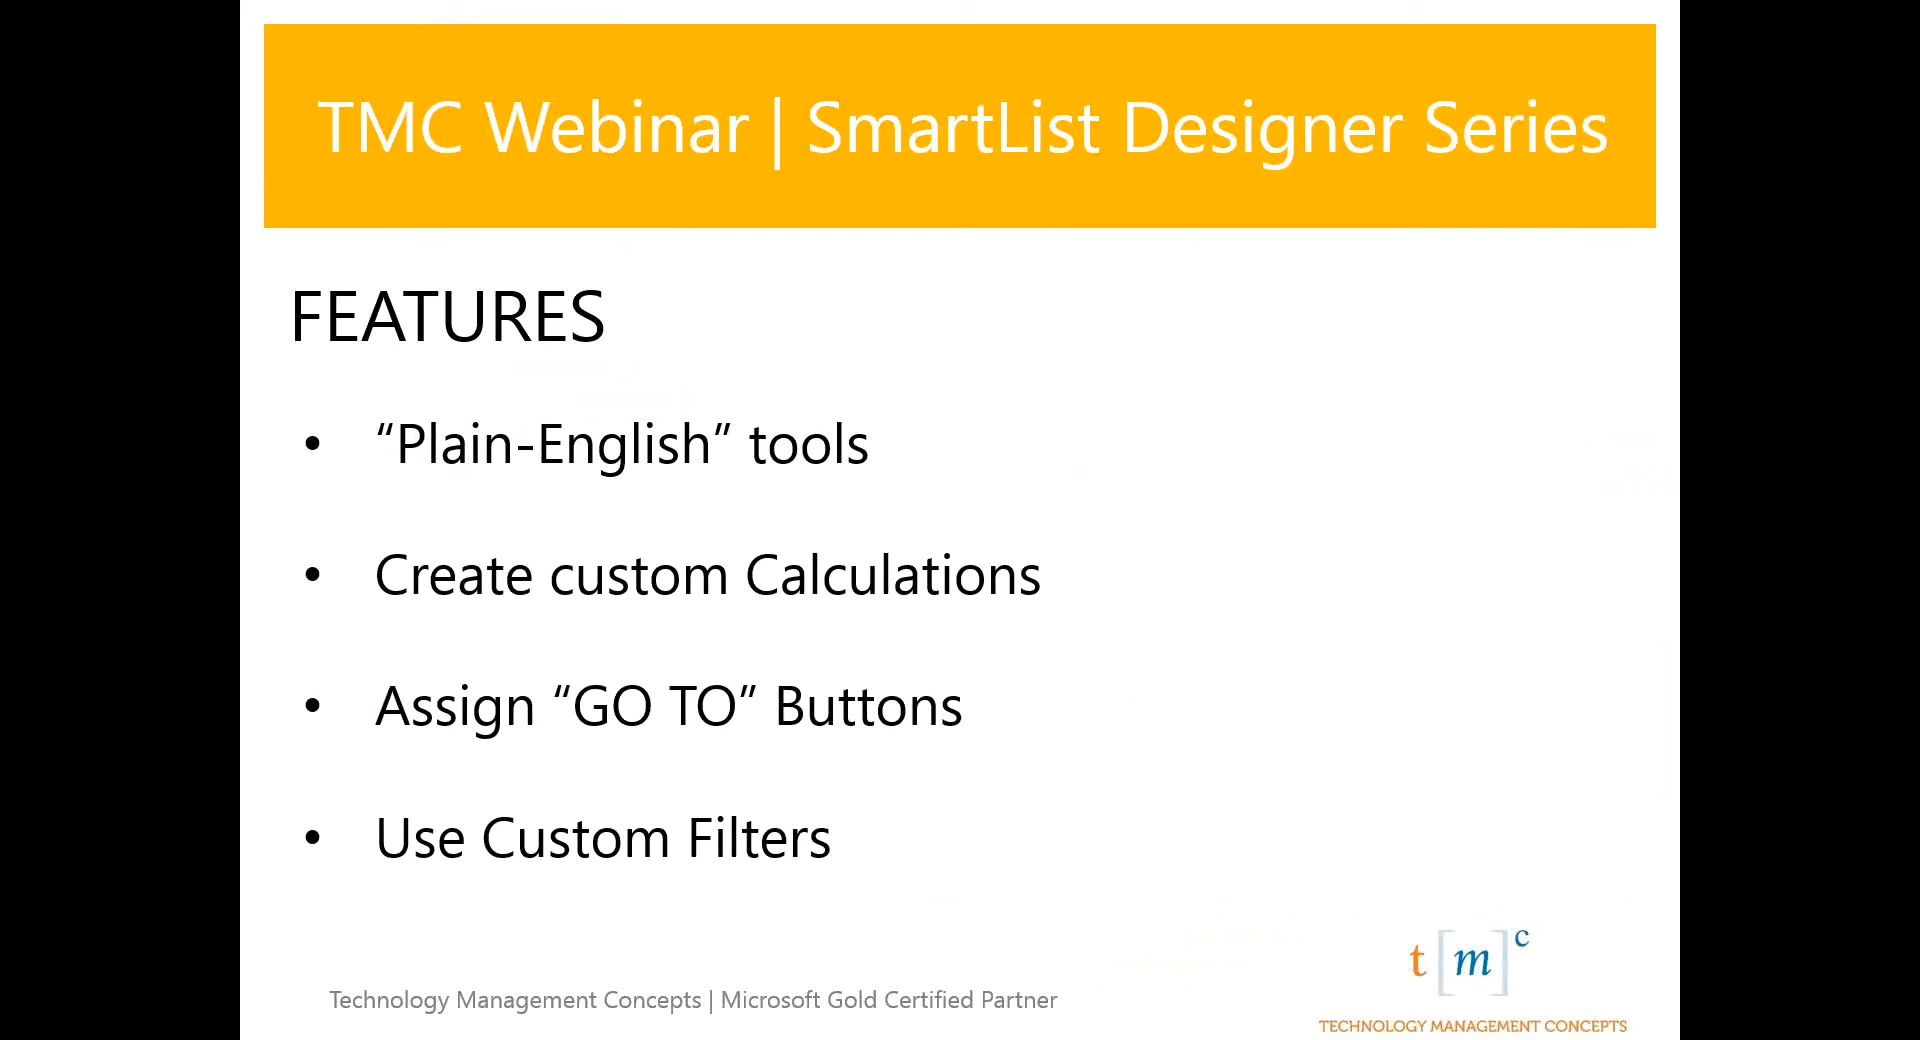 TMC Webinar | SmartList Designer Series
FEATURES
• “Plain-English” tools
• Create custom Calculations
• Assign “GO TO” Buttons
• Use Custom Filters
Technology Management Concepts | Microsoft Gold Certified Partner
t[m]c
TECHNOLOGY MANAGEMENT CONCEPTS